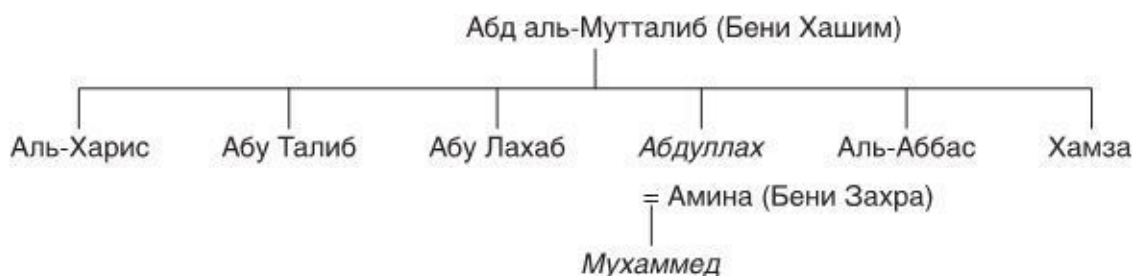 Абд аль-Мутталиб (Бени Хашим)
Аль-Харис Абу Талиб Абу Лахаб Абдуллах Аль-Аббас Хамза
= Амина (Бени Захра)
Мухаммед